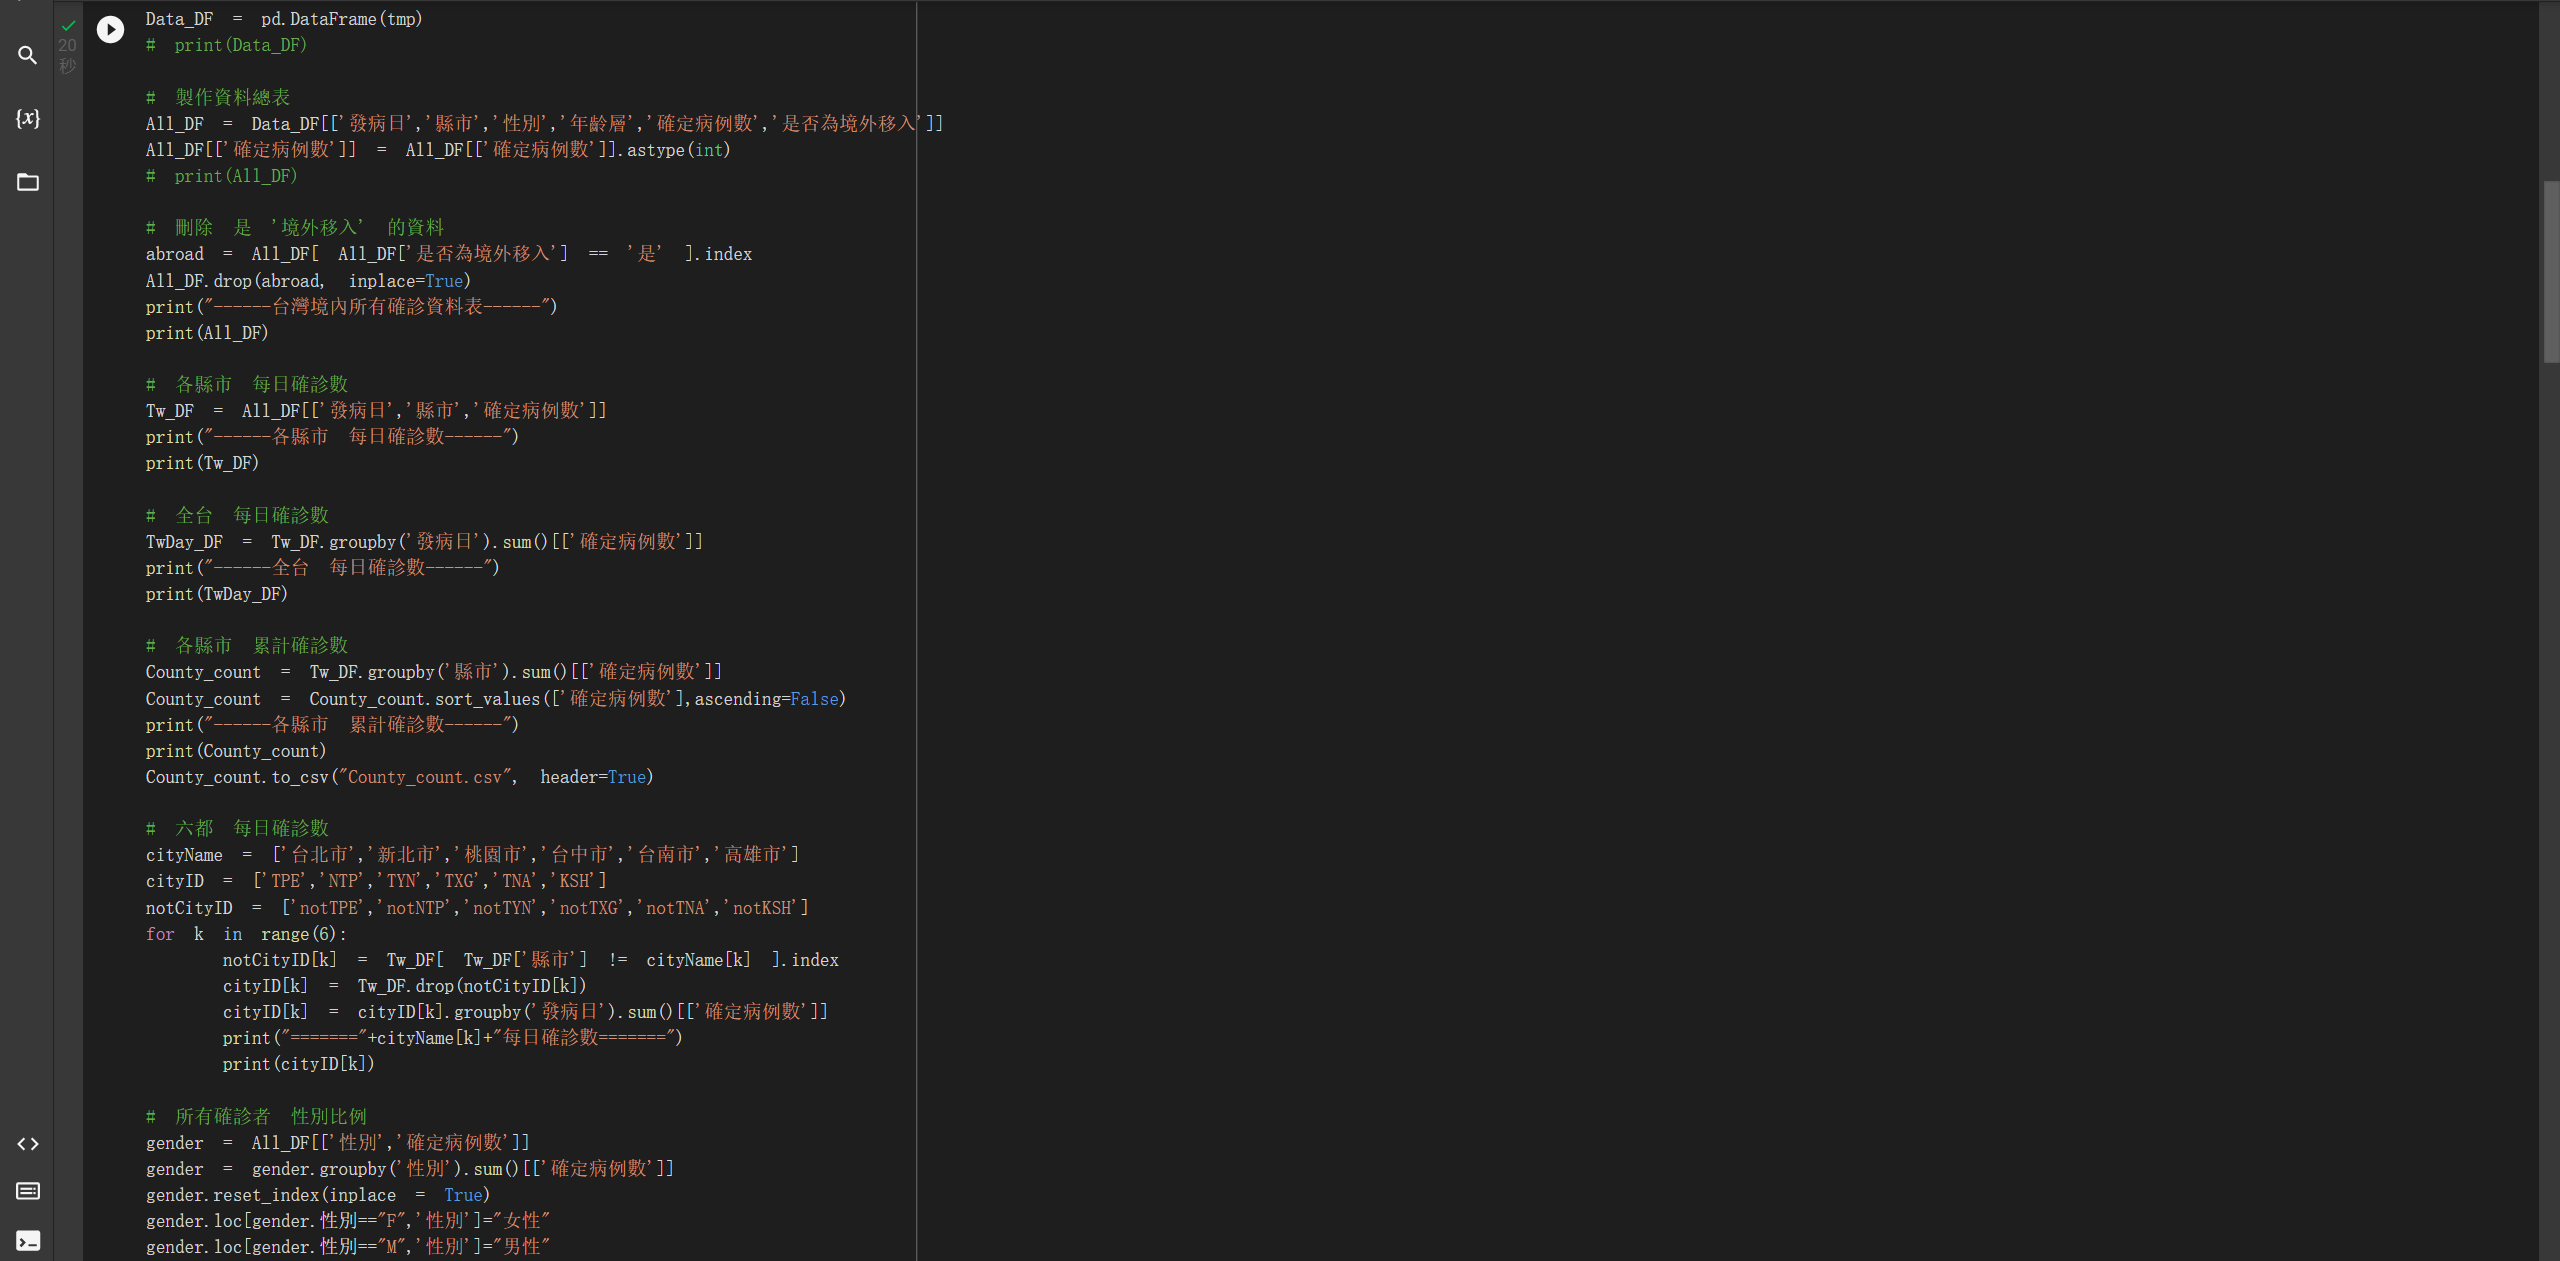 Data_DF = pd.DataFrame(tmp)
# print(Data_DF)
20
秒
{x}
# 製作資料總表
All_DF = Data_DF[['發病日','縣市','性別','年齡層','確定病例數','是否為境外移入']]
All_DF[['確定病例數']] = All_DF[['確定病例數']].astype(int)
# print(All_DF)
# 刪除 是 '境外移入' 的資料
abroad = All_DF[ All_DF['是否為境外移入'] == '是' ].index
All_DF.drop(abroad, inplace=True)
print("------台灣境內所有確診資料表------")
print(All_DF)
# 各縣市 每日確診數
Tw_DF = All_DF[['發病日','縣市','確定病例數']]
print("------各縣市 每日確診數------")
print(Tw_DF)
# 全台 每日確診數
TwDay_DF = Tw_DF.groupby('發病日').sum()[['確定病例數']]
print("------全台 每日確診數------")
print(TwDay_DF)
# 各縣市 累計確診數
County_count = Tw_DF.groupby('縣市').sum()[['確定病例數']]
County_count = County_count.sort_values(['確定病例數'],ascending=False)
print("------各縣市 累計確診數------")
print(County_count)
County_count.to_csv("County_count.csv", header=True)
# 六都 每日確診數
cityName = ['台北市','新北市','桃園市','台中市','台南市','高雄市']
cityID = ['TPE','NTP','TYN','TXG','TNA','KSH']
notCityID = ['notTPE','notNTP','notTYN','notTXG','notTNA','notKSH']
for k in range(6):
notCityID[k] = Tw_DF[ Tw_DF['縣市'] != cityName[k] ].index
cityID[k] = Tw_DF.drop(notCityID[k])
cityID[k] = cityID[k].groupby('發病日').sum()[['確定病例數']]
print("======="+cityName[k]+"每日確診數=======")
print(cityID[k])
# 所有確診者 性別比例
gender = All_DF[['性別','確定病例數']]
gender = gender.groupby('性別').sum()[['確定病例數']]
gender.reset_index(inplace = True)
gender.loc[gender.性別=="F",'性別']="女性"
gender.loc[gender.性別=="M",'性別']="男性"